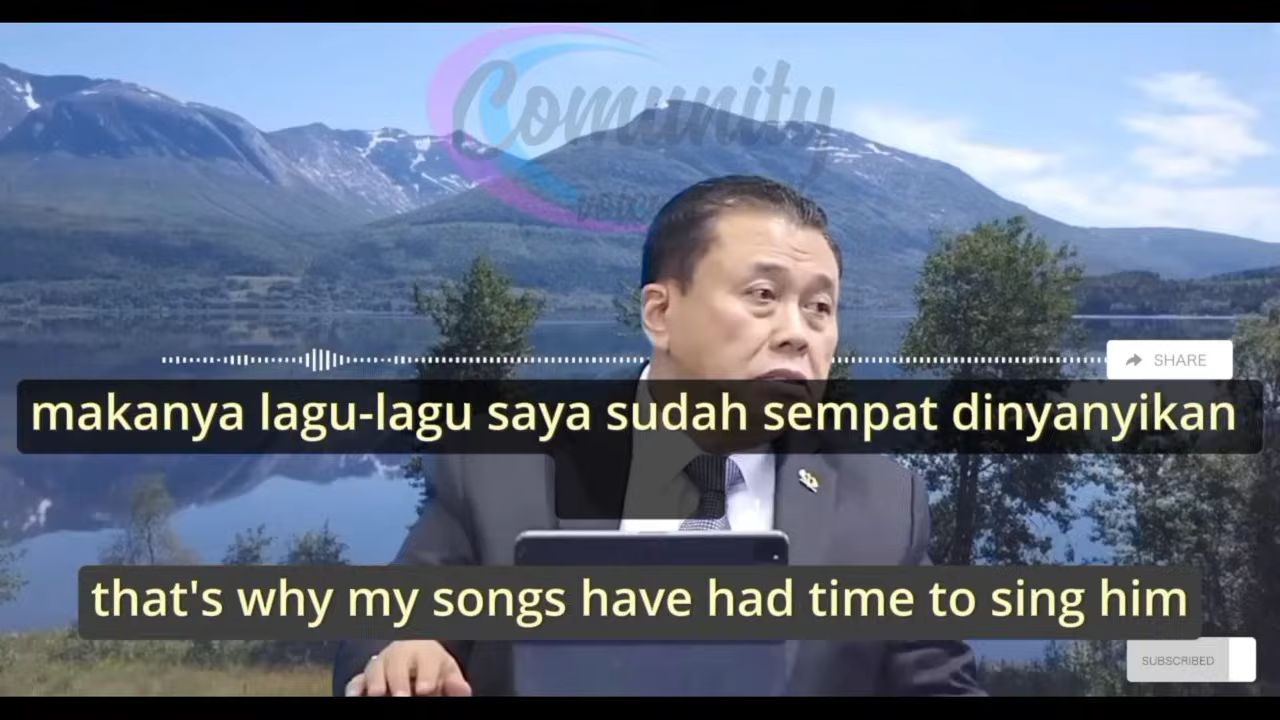 Comunity
voice
SHARE
makanya lagu-lagu saya sudah sempat dinyanyikan
that's why my songs have had time to sing him
SUBSCRIBED